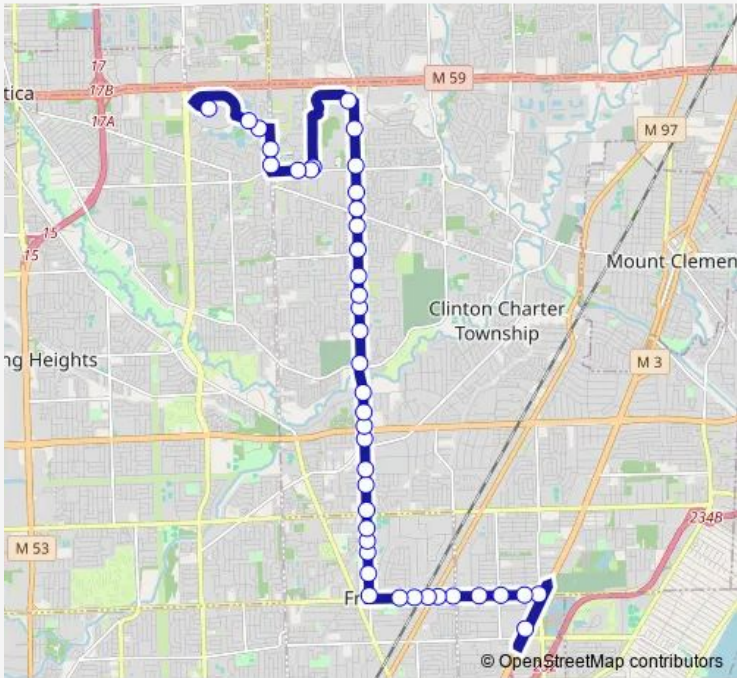 17
M 59
17B
tica
17A
M 97
15
15
Mount Clemen
Clinton Charter
Township
ng Heights
M 3
234B
M 53
Fr
© OpenStreetMap contributors